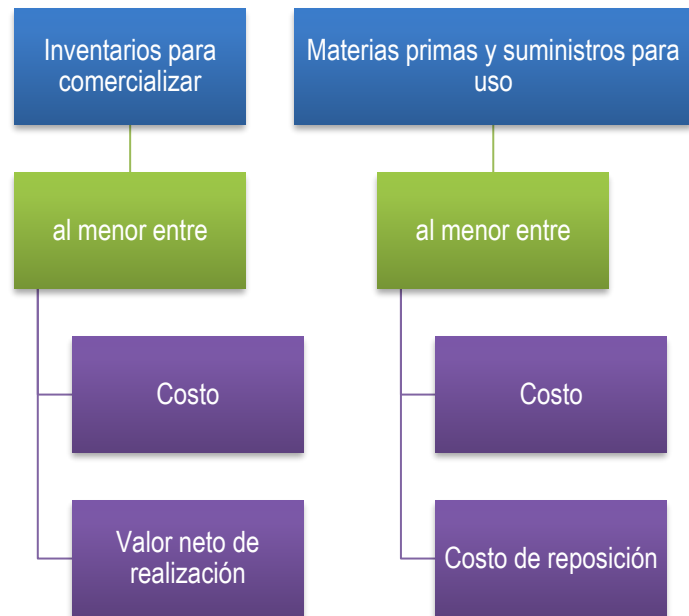 Inventarios para
comercializar
al menor entre
Costo
Valor neto de
realización
Materias primas y suministros para
uso
al menor entre
Costo
Costo de reposición